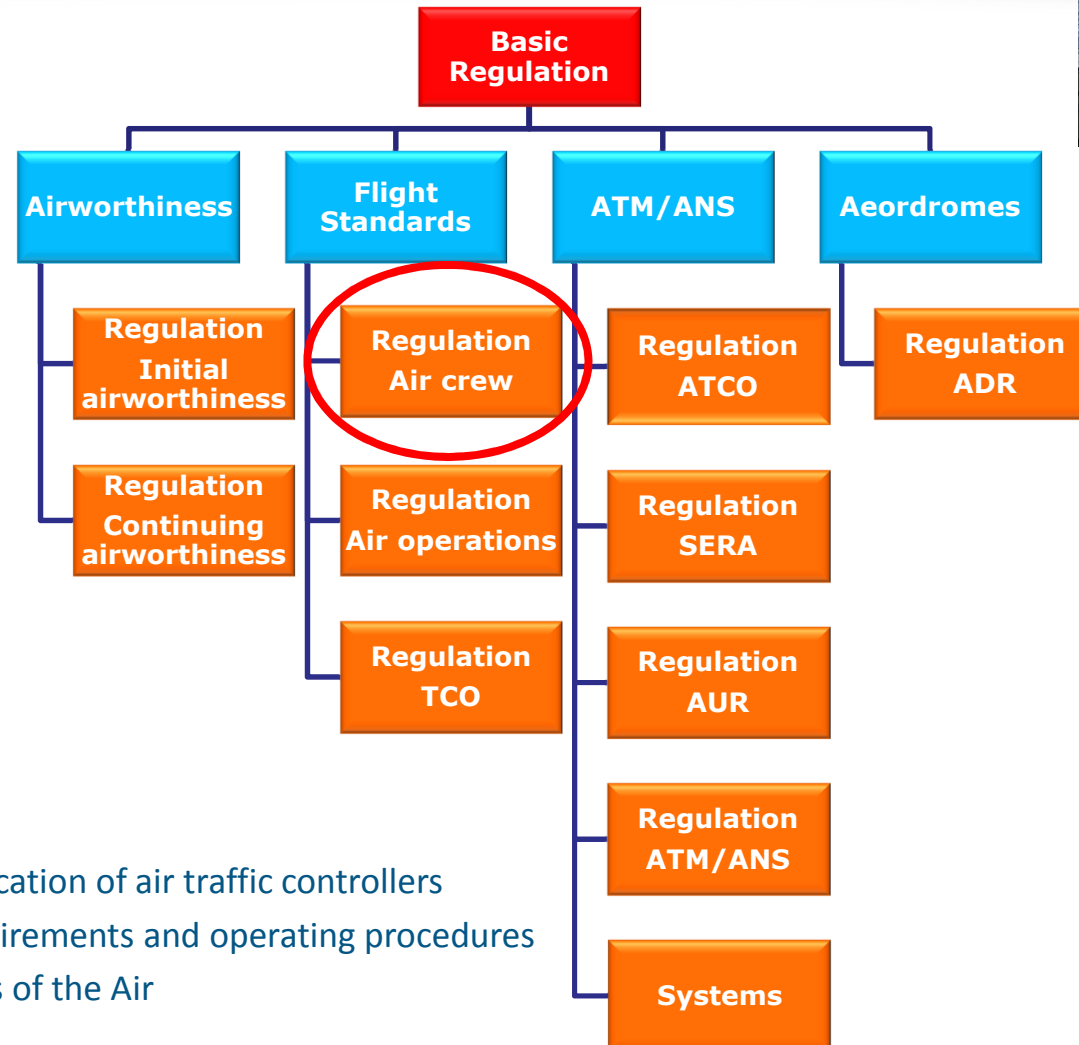 Basic
Regulation
Airworthiness
Flight
Standards
ATM/ANS
Aeordromes
Regulation
Initial
airworthiness
Regulation
Continuing
airworthiness
Regulation
Air crew
Regulation
Air operations
Regulation
TCO
Regulation
ATCO
Regulation
SERA
Regulation
AUR
Regulation
ATM/ANS
Systems
Regulation
ADR
of air traffic controllers
and operating procedures
of the Air